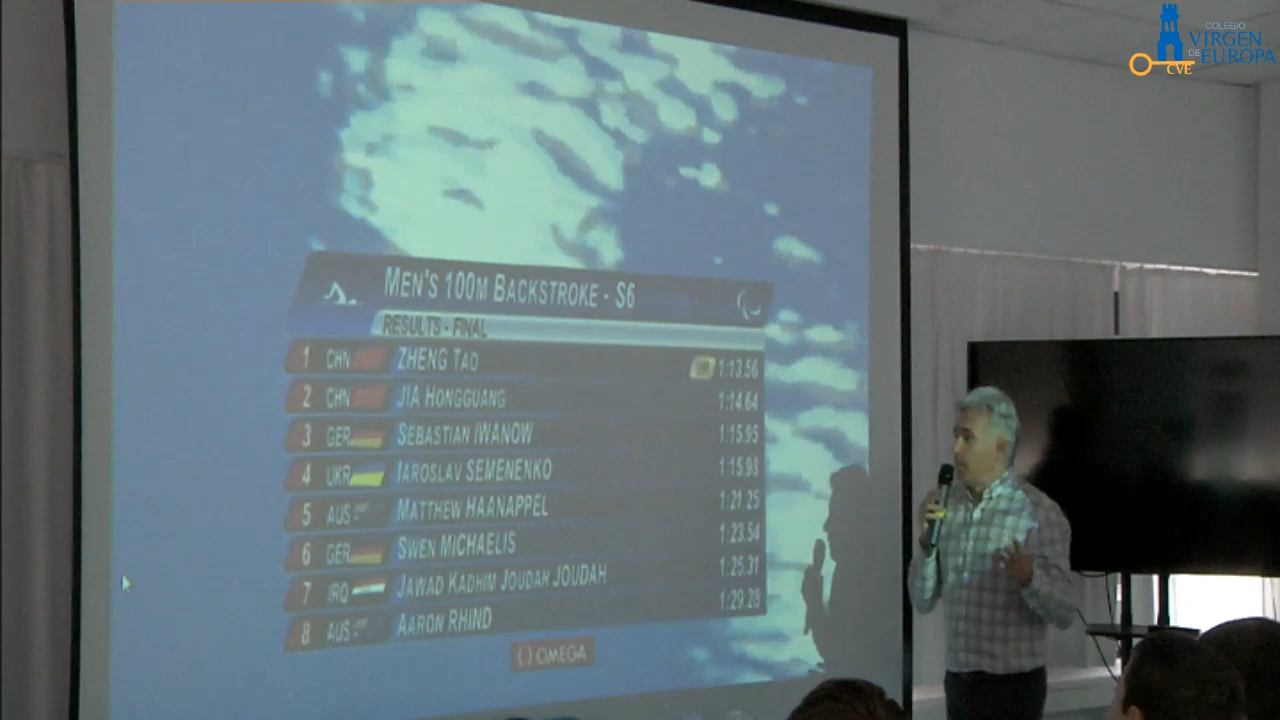 COLEGIO
VIRGEN
DE EUROPA
CVE
MEN'S 100M BACKSTROKE - S6
RESULTS - FINAL
1 CHN ZHENG TAO WR 1:13.56
2 CHN JIA HONGGUANG 1:14.64
3 GER SEBASTIAN IWANOW 1:15.95
4 UKR IAROSLAV SEMENENKO 1:15.98
5 AUS MATTHEW HAANAPPEL 1:21.25
6 GER SWEN MICHAELIS 1:23.54
7 IRQ JAWAD KADHIM JOUDAH JOUDAH 1:25.31
8 AUS AARON RHIND 1:29.28
OMEGA